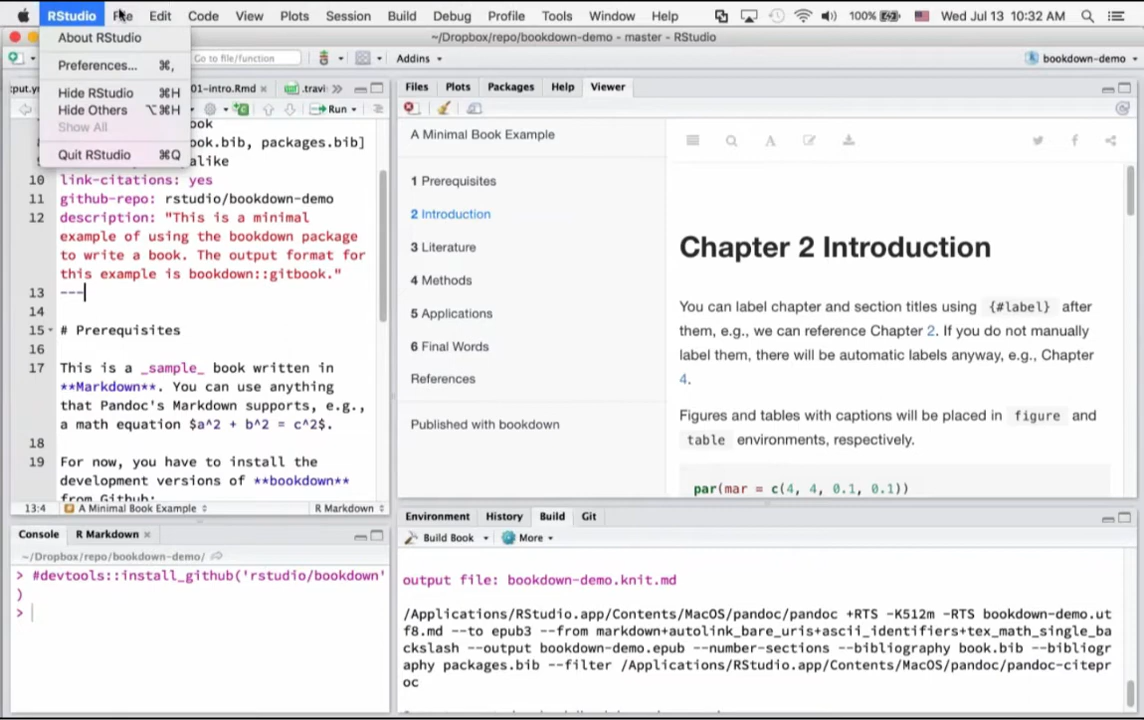 RStudio File Edit Code View Plots Session Build Debug Profile Tools Window Help 100% Wed Jul 13 10:32 AM
~/Dropbox/repo/bookdown-demo - master - RStudio
About RStudio
Preferences... ⌘,
Hide RStudio ⌘H
Hide Others ⌥⌘H
Show All
Quit RStudio ⌘Q
Go to file/function
Addins
bookdown-demo
put.y
01-intro.Rmd
.travi
Run
ook
ook.bib, packages.bib]
alike
10 link-citations: yes
11 github-repo: rstudio/bookdown-demo
12 description: "This is a minimal
example of using the bookdown package
to write a book. The output format for
this example is bookdown::gitbook."
13 ---
14
15 # Prerequisites
16
17 This is a _sample_ book written in
**Markdown**. You can use anything
that Pandoc's Markdown supports, e.g.,
a math equation $a^2 + b^2 = c^2$.
18
19 For now, you have to install the
development versions of **bookdown**
from Github:
13:4 A Minimal Book Example R Markdown
Console R Markdown
~/Dropbox/repo/bookdown-demo/
> #devtools::install_github('rstudio/bookdown'
)
>
Files Plots Packages Help Viewer
A Minimal Book Example
1 Prerequisites
2 Introduction
3 Literature
4 Methods
5 Applications
6 Final Words
References
Published with bookdown
A
Chapter 2 Introduction
You can label chapter and section titles using {#label} after
them, e.g., we can reference Chapter 2. If you do not manually
label them, there will be automatic labels anyway, e.g., Chapter
4.
Figures and tables with captions will be placed in figure and
table environments, respectively.
par(mar = c(4, 4, 0.1, 0.1))
Environment History Build Git
Build Book More
output file: bookdown-demo.knit.md
/Applications/RStudio.app/Contents/MacOS/pandoc/pandoc +RTS -K512m -RTS bookdown-demo.ut
f8.md --to epub3 --from markdown+autolink_bare_uris+ascii_identifiers+tex_math_single_ba
ckslash --output bookdown-demo.epub --number-sections --bibliography book.bib --bibliogr
aphy packages.bib --filter /Applications/RStudio.app/Contents/MacOS/pandoc/pandoc-citepr
oc